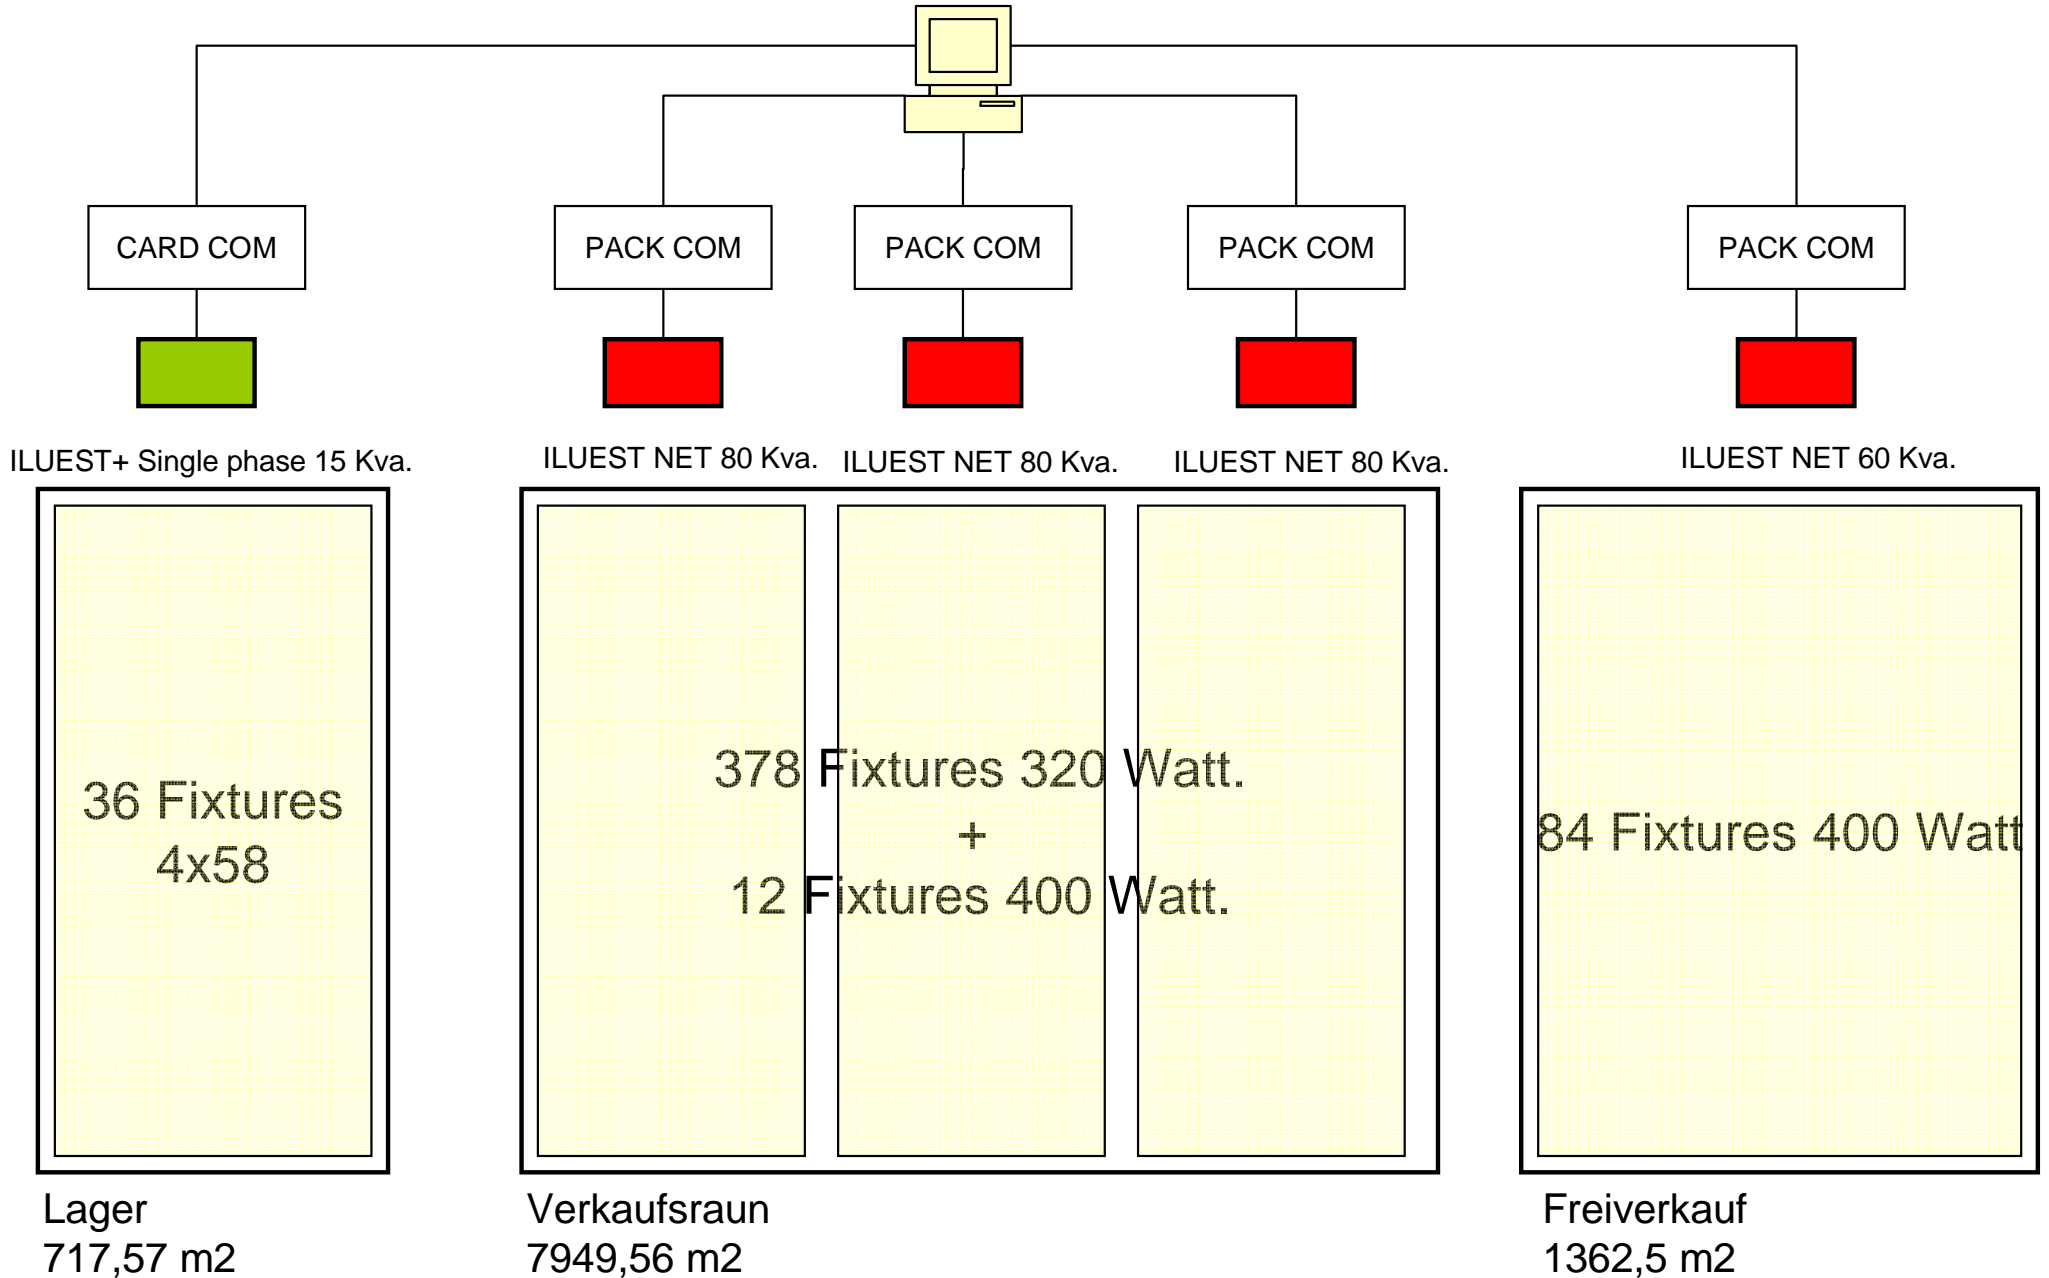 CARD COM
PACK COM
PACK COM
PACK COM
PACK COM
ILUEST+ Single phase 15 Kva.
ILUEST NET 80 Kva.
ILUEST NET 80 Kva.
ILUEST NET 80 Kva.
ILUEST NET 60 Kva.
36 Fixtures
4x58
378 Fixtures 320 Watt.
+
12 Fixtures 400 Watt.
84 Fixtures 400 Watt
Lager
717,57 m2
Verkaufsraun
7949,56 m2
Freiverkauf
1362,5 m2